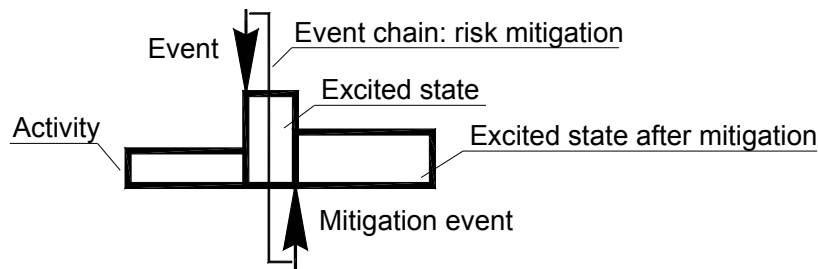 Event chain: risk mitigation
Event
Excited state
Activity
Excited state after mitigation
Mitigation event